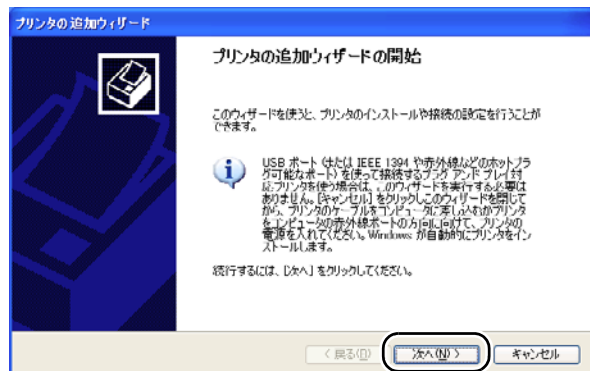 プリンタの追加ウィザード
プリンタの追加ウィザードの開始
このウィザードを使うと、プリンタのインストールや接続の設定を行うことが
できます。
USB ポート (または IEEE 1394 や赤外線などのホットプラ
グ可能なポート) を使って接続するプラグ アンド プレイ対
応プリンタを使う場合は、このウィザードを実行する必要は
ありません。[キャンセル] をクリックしてこのウィザードを閉じて
から、プリンタのケーブルをコンピュータに差し込むかプリンタ
をコンピュータの赤外線ポートの方向に向けて、プリンタの
電源を入れてください。Windows が自動的にプリンタをイン
ストールします。
続行するには、[次へ] をクリックしてください。
< 戻る(B)
次へ(N) >
キャンセル